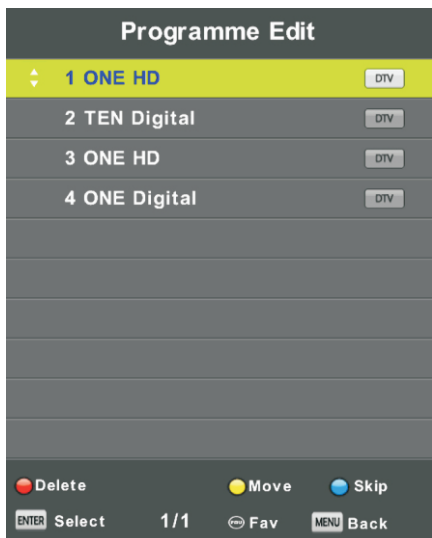 Programme Edit
1 ONE HD DTV
2 TEN Digital DTV
3 ONE HD DTV
4 ONE Digital DTV
Delete Move Skip
ENTER Select 1/1 Fav MENU Back